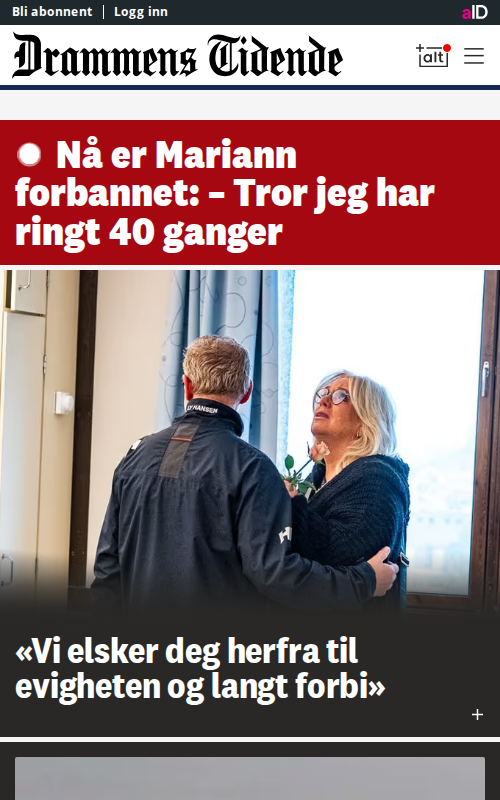 Bli abonnent | Logg inn
aID
Drammens Tidende
+alt
Nå er Mariann
forbannet: – Tror jeg har
ringt 40 ganger
LY HANSEN
«Vi elsker deg herfra til
evigheten og langt forbi»
+